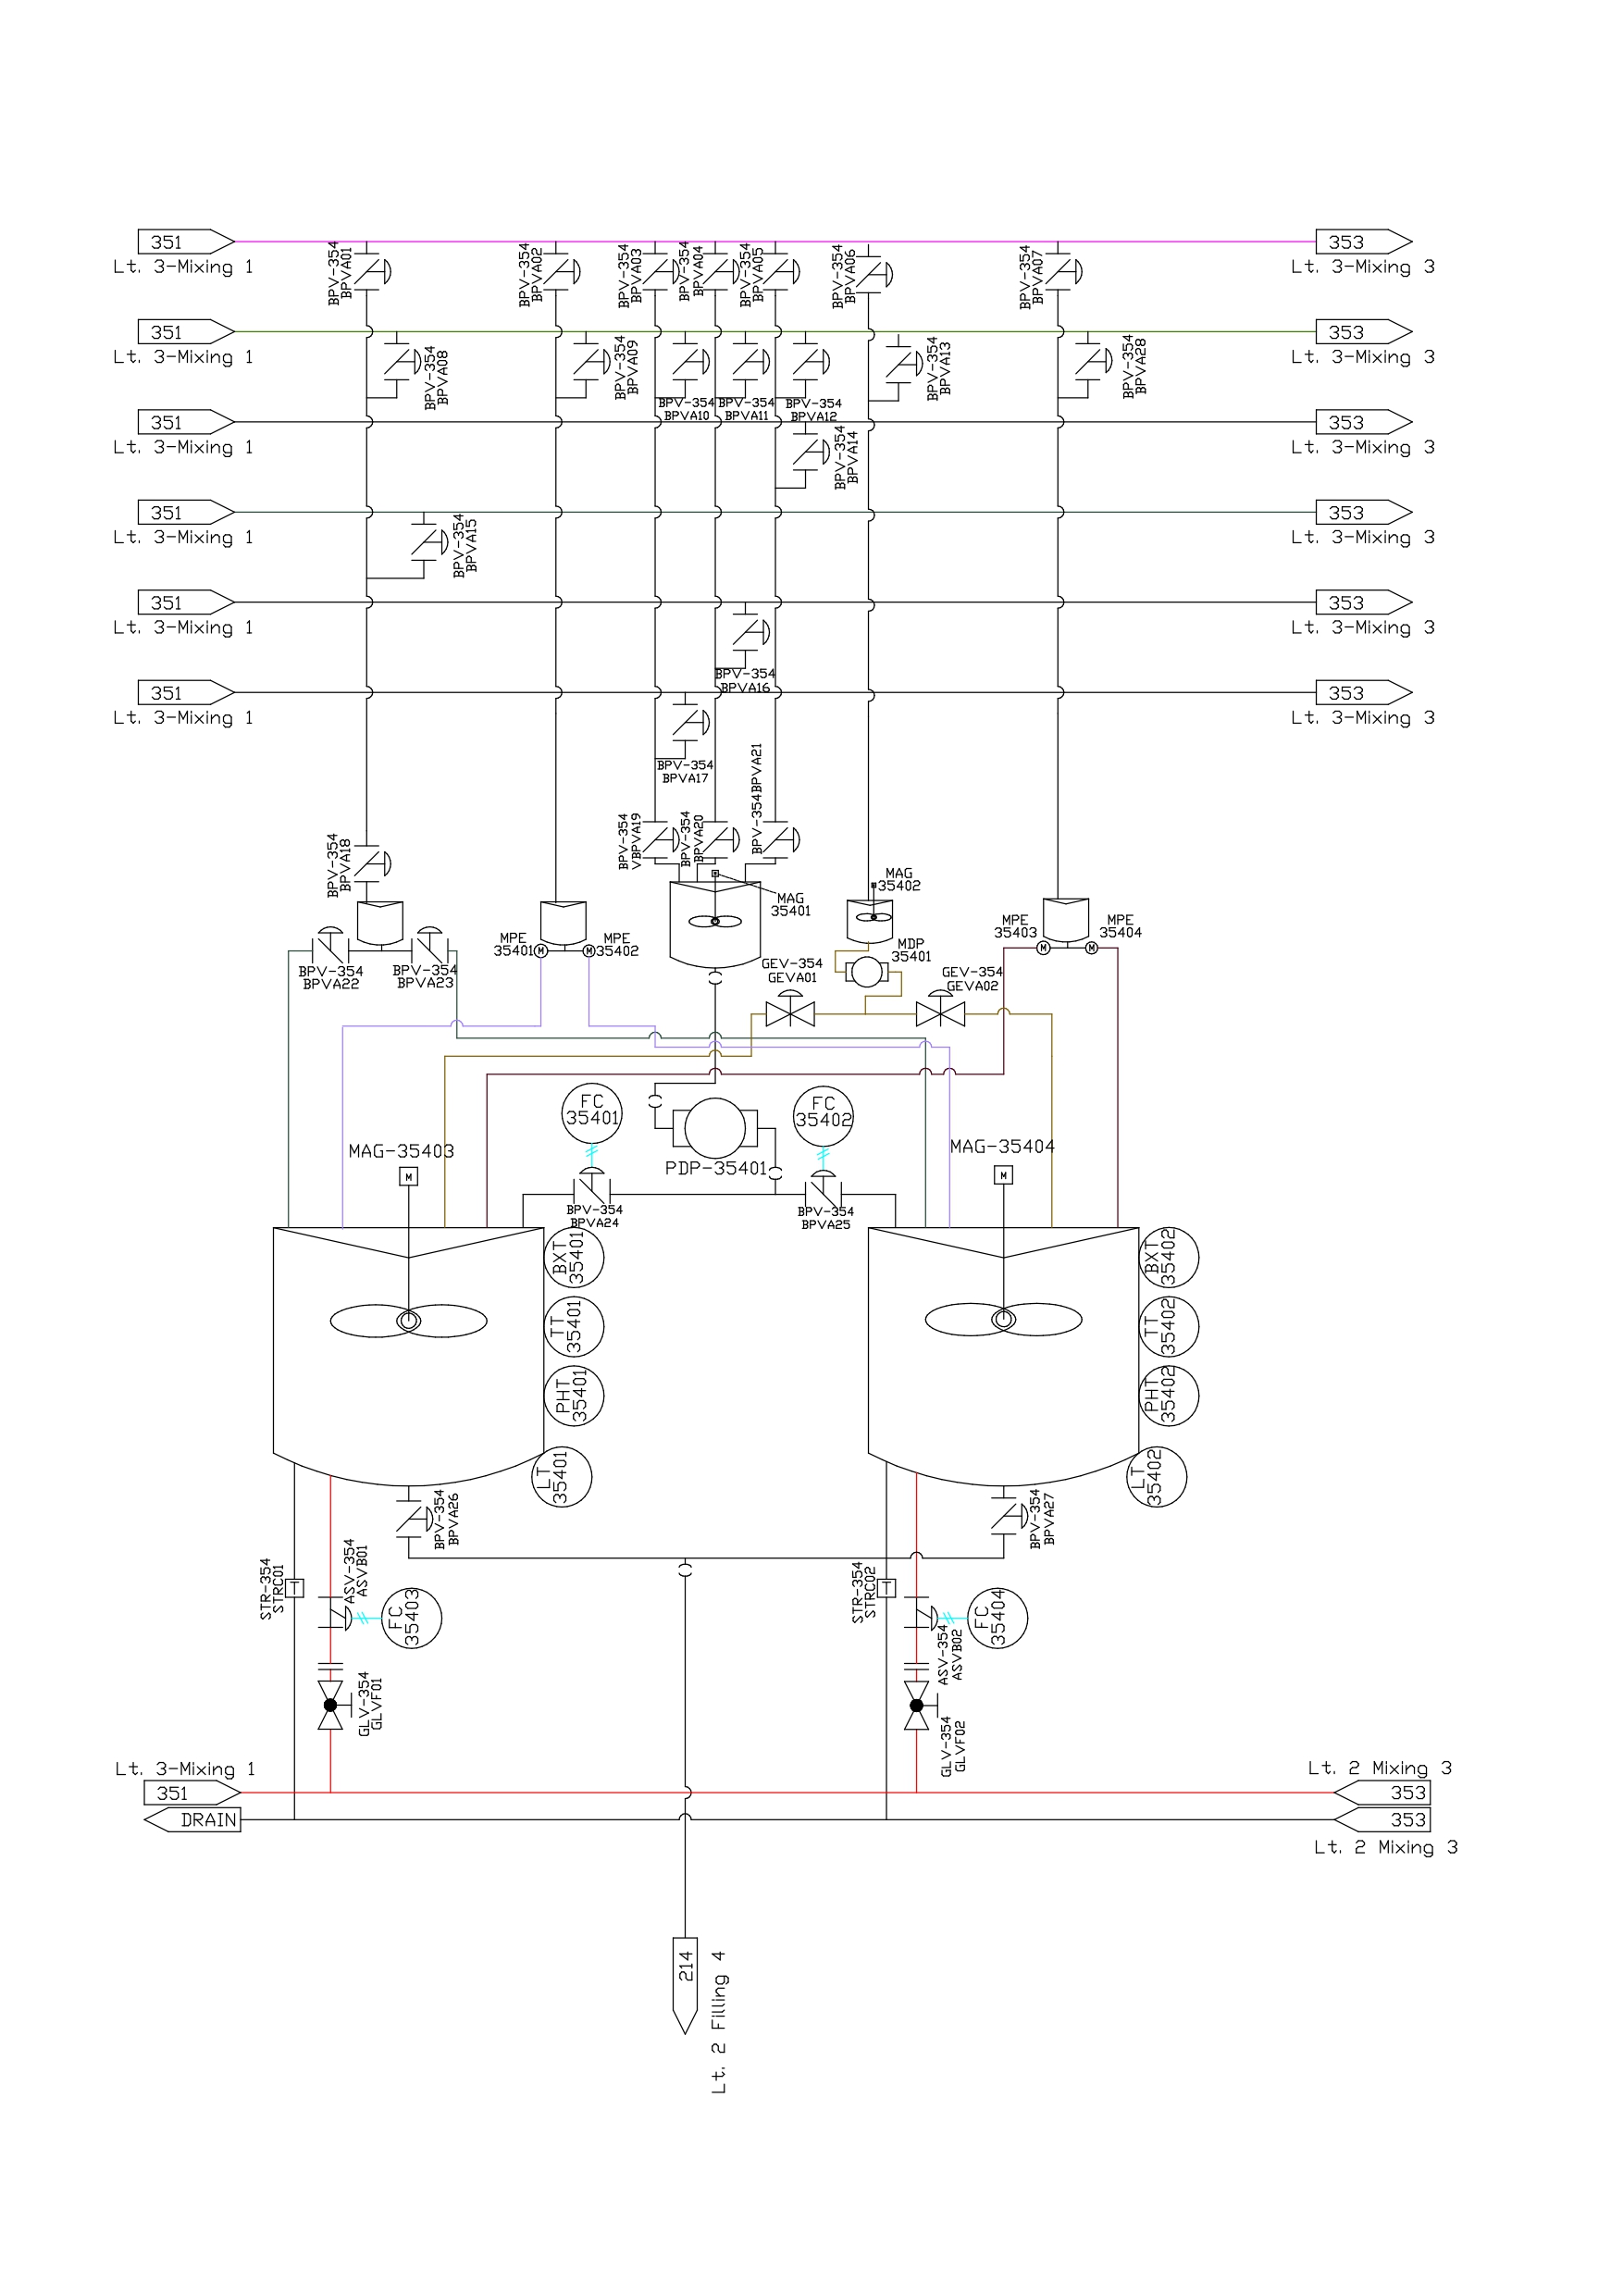 351
353
Lt. 3-Mixing 1
Lt. 3-Mixing 3
BPV-354
BPVA01
BPV-354
BPVA02
BPV-354
BPVA03
BPV-354
BPVA04
BPV-354
BPVA05
BPV-354
BPVA06
BPV-354
BPVA07
351
353
Lt. 3-Mixing 1
Lt. 3-Mixing 3
BPV-354
BPVA08
BPV-354
BPVA09
BPV-354
BPVA10
BPV-354
BPVA11
BPV-354
BPVA12
BPV-354
BPVA13
BPV-354
BPVA28
351
353
Lt. 3-Mixing 1
Lt. 3-Mixing 3
BPV-354
BPVA14
351
353
Lt. 3-Mixing 1
Lt. 3-Mixing 3
BPV-354
BPVA15
351
353
Lt. 3-Mixing 1
Lt. 3-Mixing 3
BPV-354
BPVA16
351
353
Lt. 3-Mixing 1
Lt. 3-Mixing 3
BPV-354
BPVA17
BPV-354
BPVA18
BPV-354
VBPVA19
BPV-354
BPVA20
BPV-354BPVA21
MAG
35401
MAG
35402
MPE
35401
M
M
MPE
35402
MDP
35401
MPE
35403
M
M
MPE
35404
BPV-354
BPVA22
BPV-354
BPVA23
GEV-354
GEVA01
GEV-354
GEVA02
FC
35401
FC
35402
PDP-35401
MAG-35403
M
MAG-35404
M
BPV-354
BPVA24
BPV-354
BPVA25
BXT
35401
TT
35401
PHT
35401
LT
35401
BXT
35402
TT
35402
PHT
35402
LT
35402
BPV-354
BPVA26
BPV-354
BPVA27
STR-354
STRC01
T
ASV-354
ASVB01
FC
35403
STR-354
STRC02
T
ASV-354
ASVB02
FC
35404
GLV-354
GLVF01
GLV-354
GLVF02
Lt. 3-Mixing 1
351
DRAIN
Lt. 2 Mixing 3
353
353
Lt. 2 Mixing 3
214
Lt. 2 Filling 4